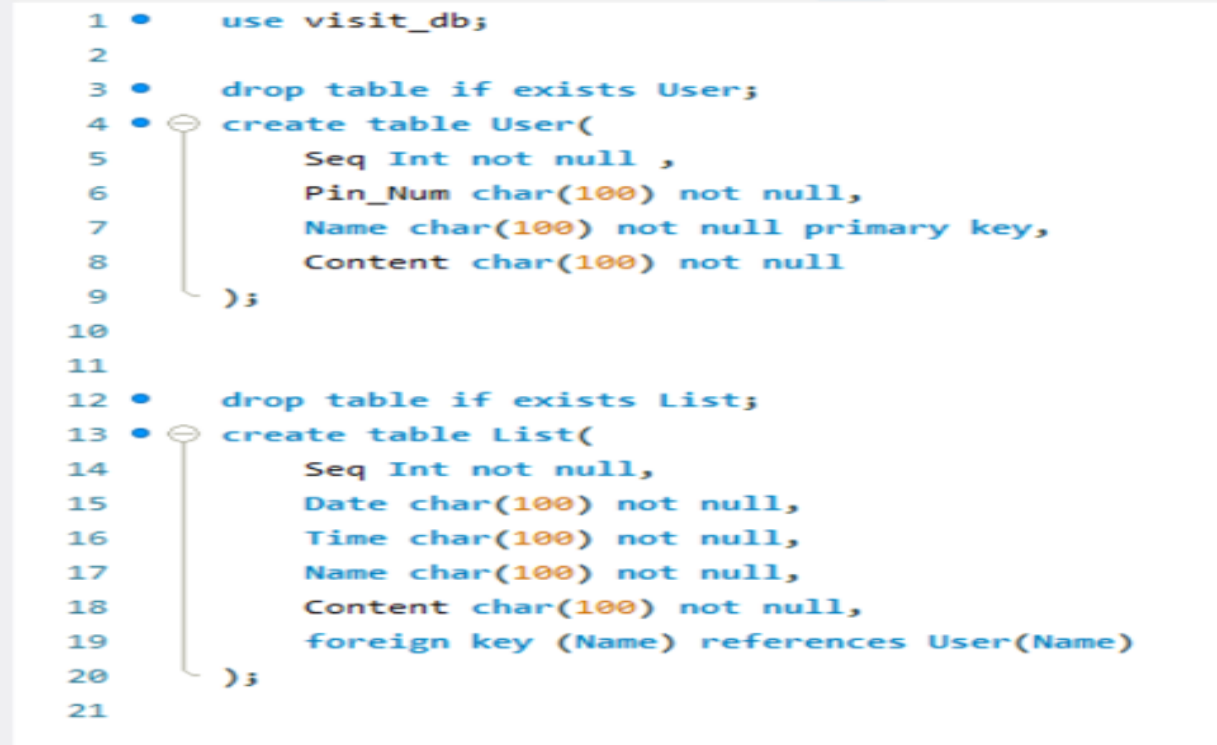 1 use visit_db;
2
3 drop table if exists User;
4 create table User(
5 Seq Int not null ,
6 Pin_Num char(100) not null,
7 Name char(100) not null primary key,
8 Content char(100) not null
9 );
10
11
12 drop table if exists List;
13 create table List(
14 Seq Int not null,
15 Date char(100) not null,
16 Time char(100) not null,
17 Name char(100) not null,
18 Content char(100) not null,
19 foreign key (Name) references User(Name)
20 );
21